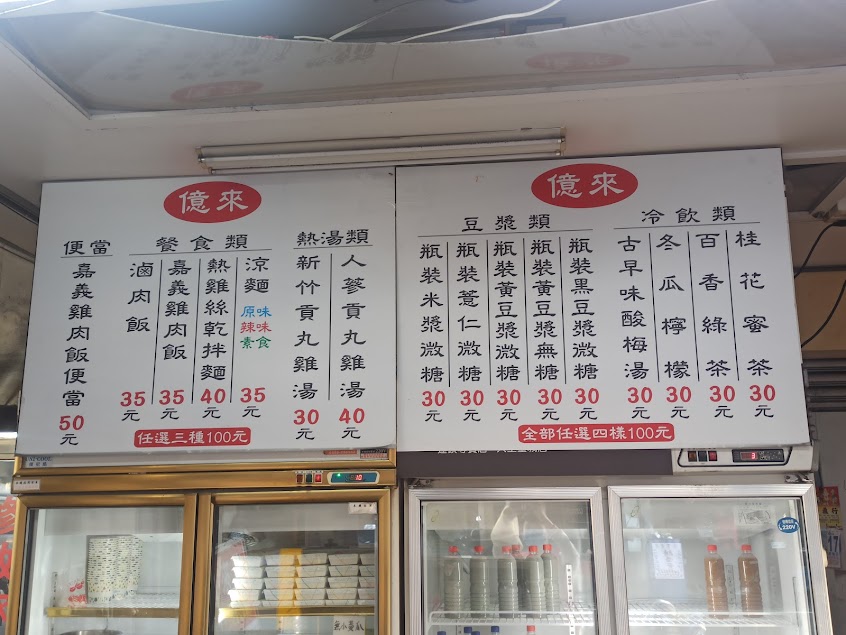 億來
便當
嘉義雞肉飯便當
50元
餐食類
滷肉飯
35元
嘉義雞肉飯
35元
熱雞絲乾拌麵
40元
涼麵
原味
辣味
素食
35元
熱湯類
新竹貢丸雞湯
30元
人蔘貢丸雞湯
40元
任選三種100元
億來
豆漿類
瓶裝米漿微糖
30元
瓶裝薏仁微糖
30元
瓶裝黃豆漿微糖
30元
瓶裝黃豆漿無糖
30元
瓶裝黑豆漿微糖
30元
冷飲類
古早味酸梅湯
30元
冬瓜檸檬
30元
百香綠茶
30元
桂花蜜茶
30元
全部任選四樣100元
220V
17